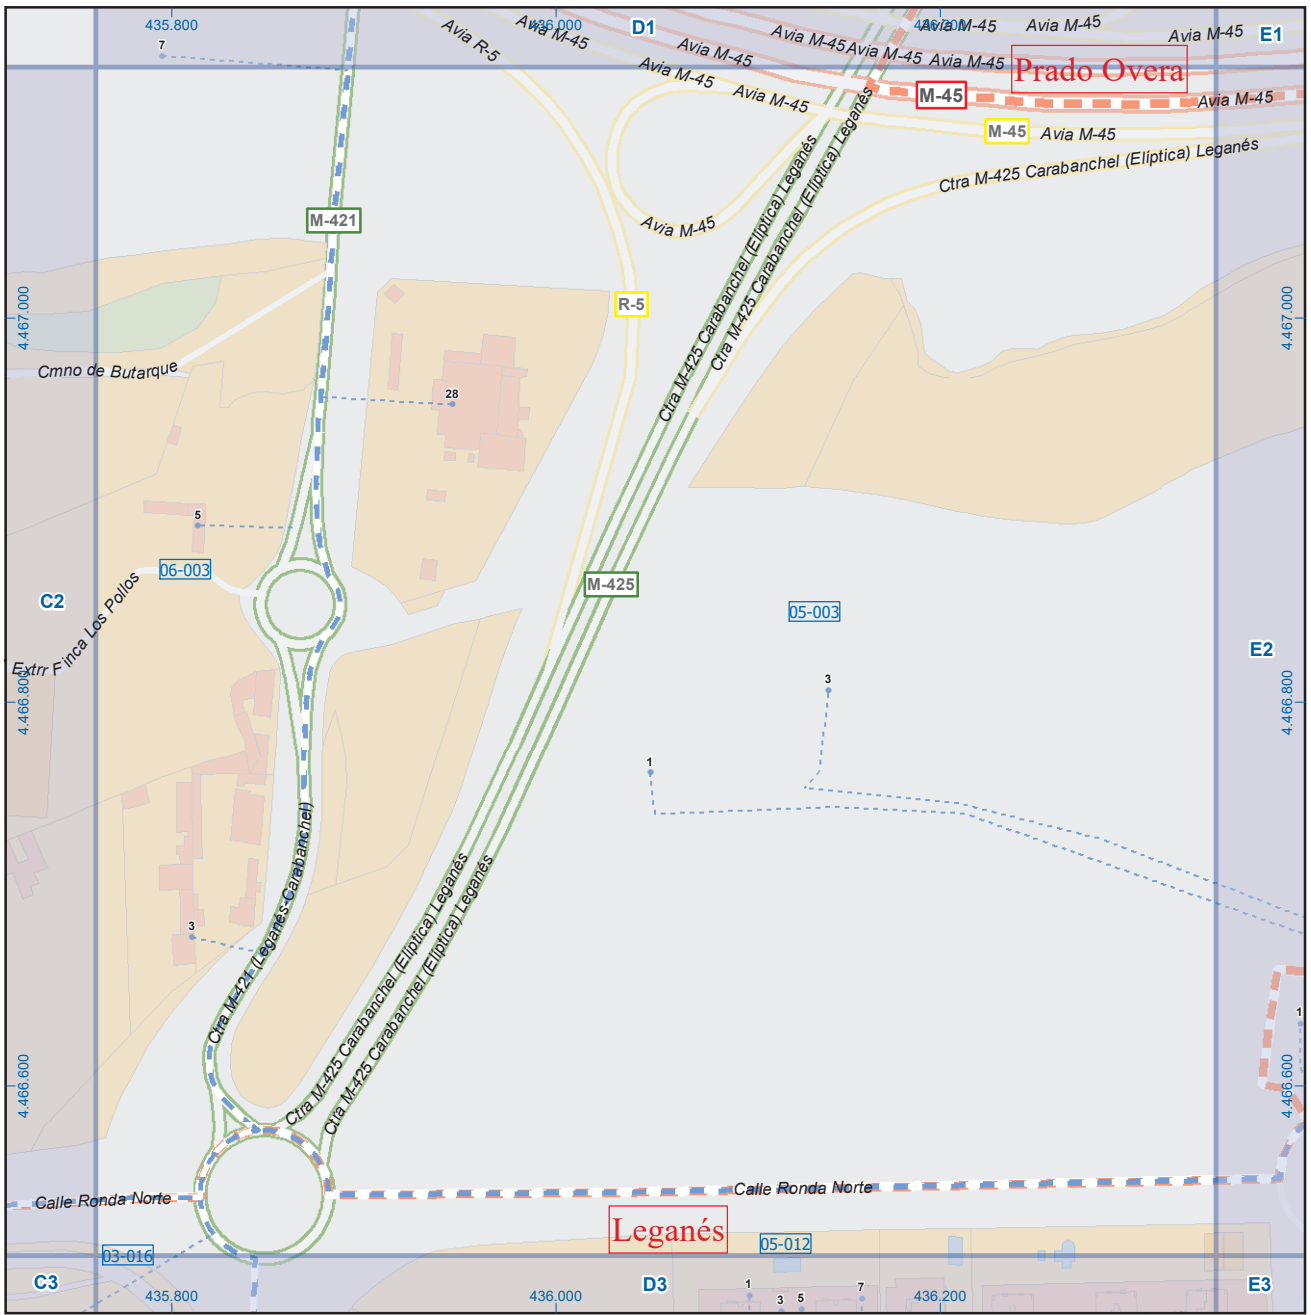 435.800
436.000
436.200
D1
E1
7
Avia R-5
Avia M-45
Avia M-45
Avia M-45
Avia M-45
Avia M-45
Avia M-45
Avia M-45
Avia M-45
Prado Overa
Avia M-45
Avia M-45
M-45
Avia M-45
M-45
Avia M-45
Ctra M-425 Carabanchel (Elíptica) Leganés
Avia M-45
M-421
Ctra M-425 Carabanchel (Elíptica) Leganés
Ctra M-425 Carabanchel (Elíptica) Leganés
R-5
4.467.000
4.467.000
Cmno de Butarque
28
5
06-003
M-425
C2
05-003
Extrr Finca Los Pollos
E2
3
4.466.800
4.466.800
1
Ctra M-421 (Leganés-Carabanchel)
3
Ctra M-425 Carabanchel (Elíptica) Leganés
Ctra M-425 Carabanchel (Elíptica) Leganés
1
4.466.600
4.466.600
Calle Ronda Norte
Calle Ronda Norte
Leganés
03-016
05-012
C3
D3
E3
1
3
5
7
435.800
436.000
436.200